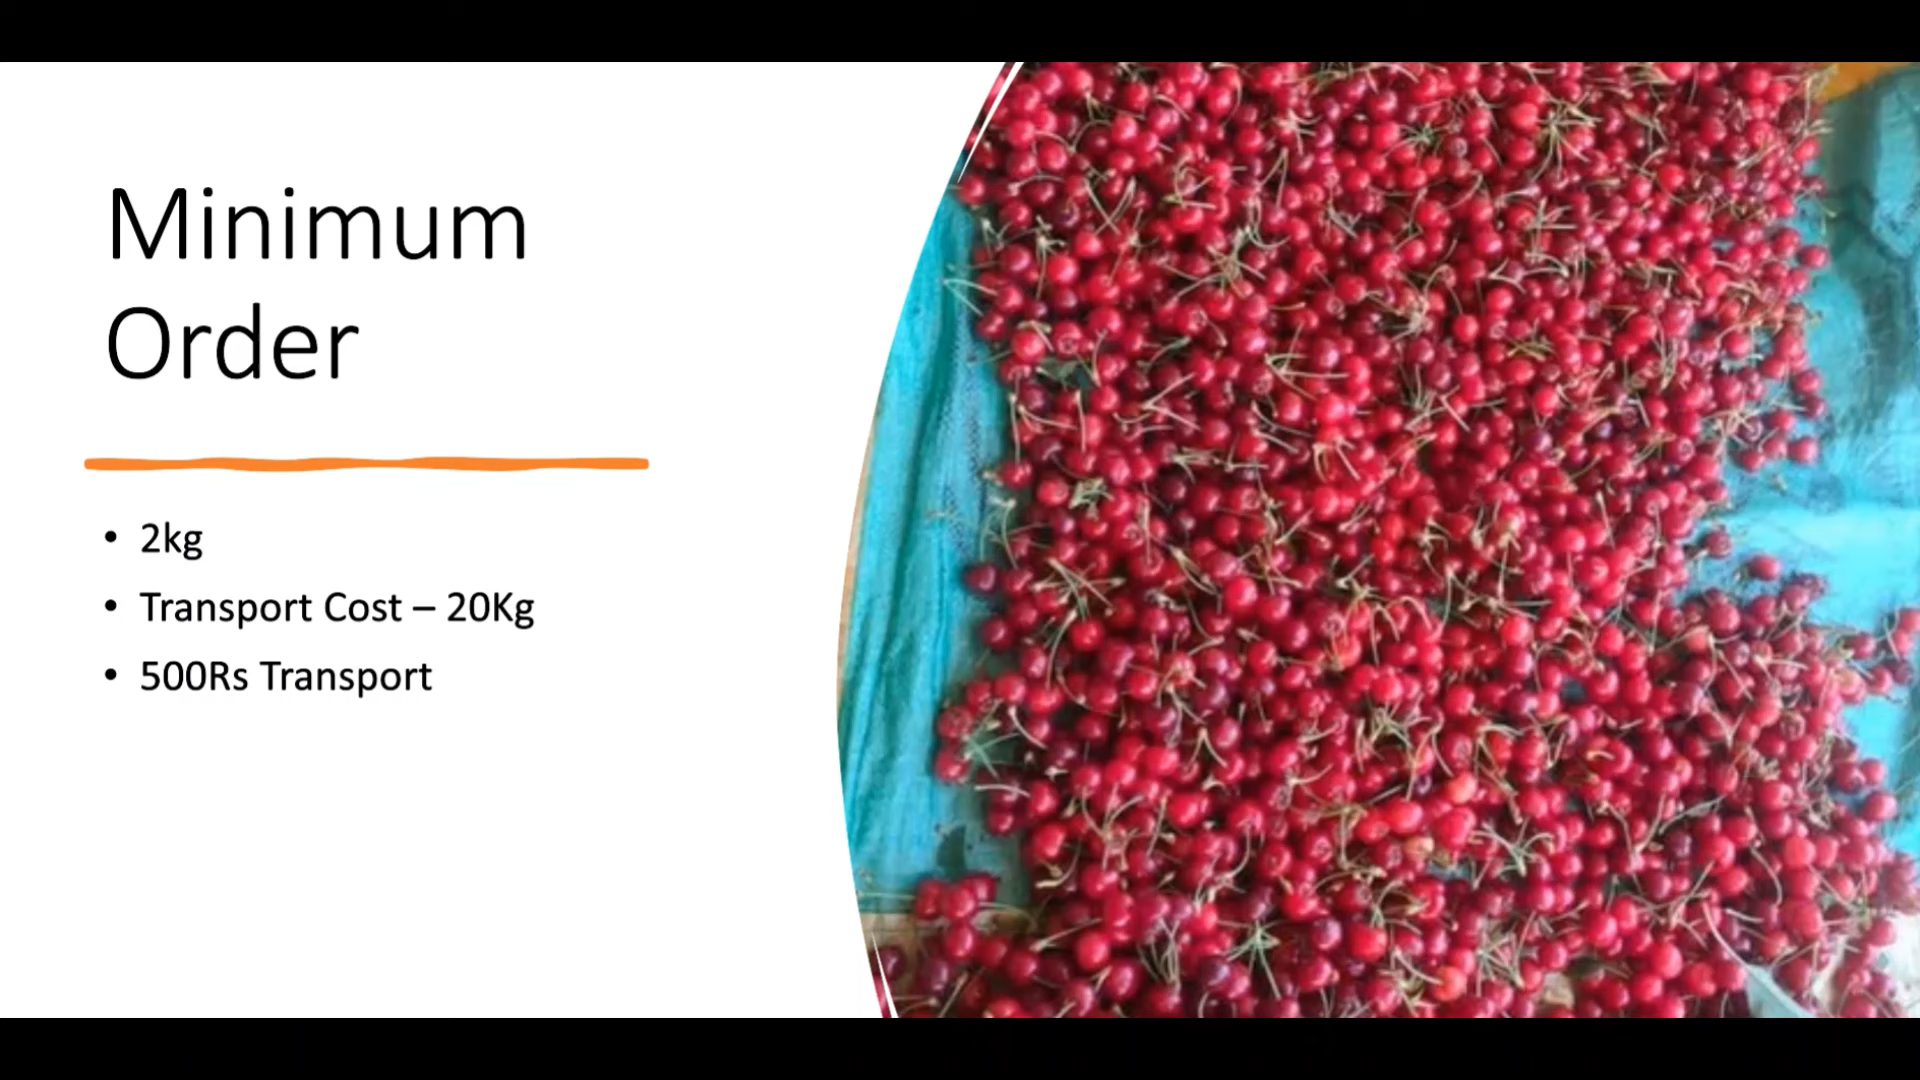 Minimum
Order
• 2kg
• Transport Cost – 20Kg
• 500Rs Transport